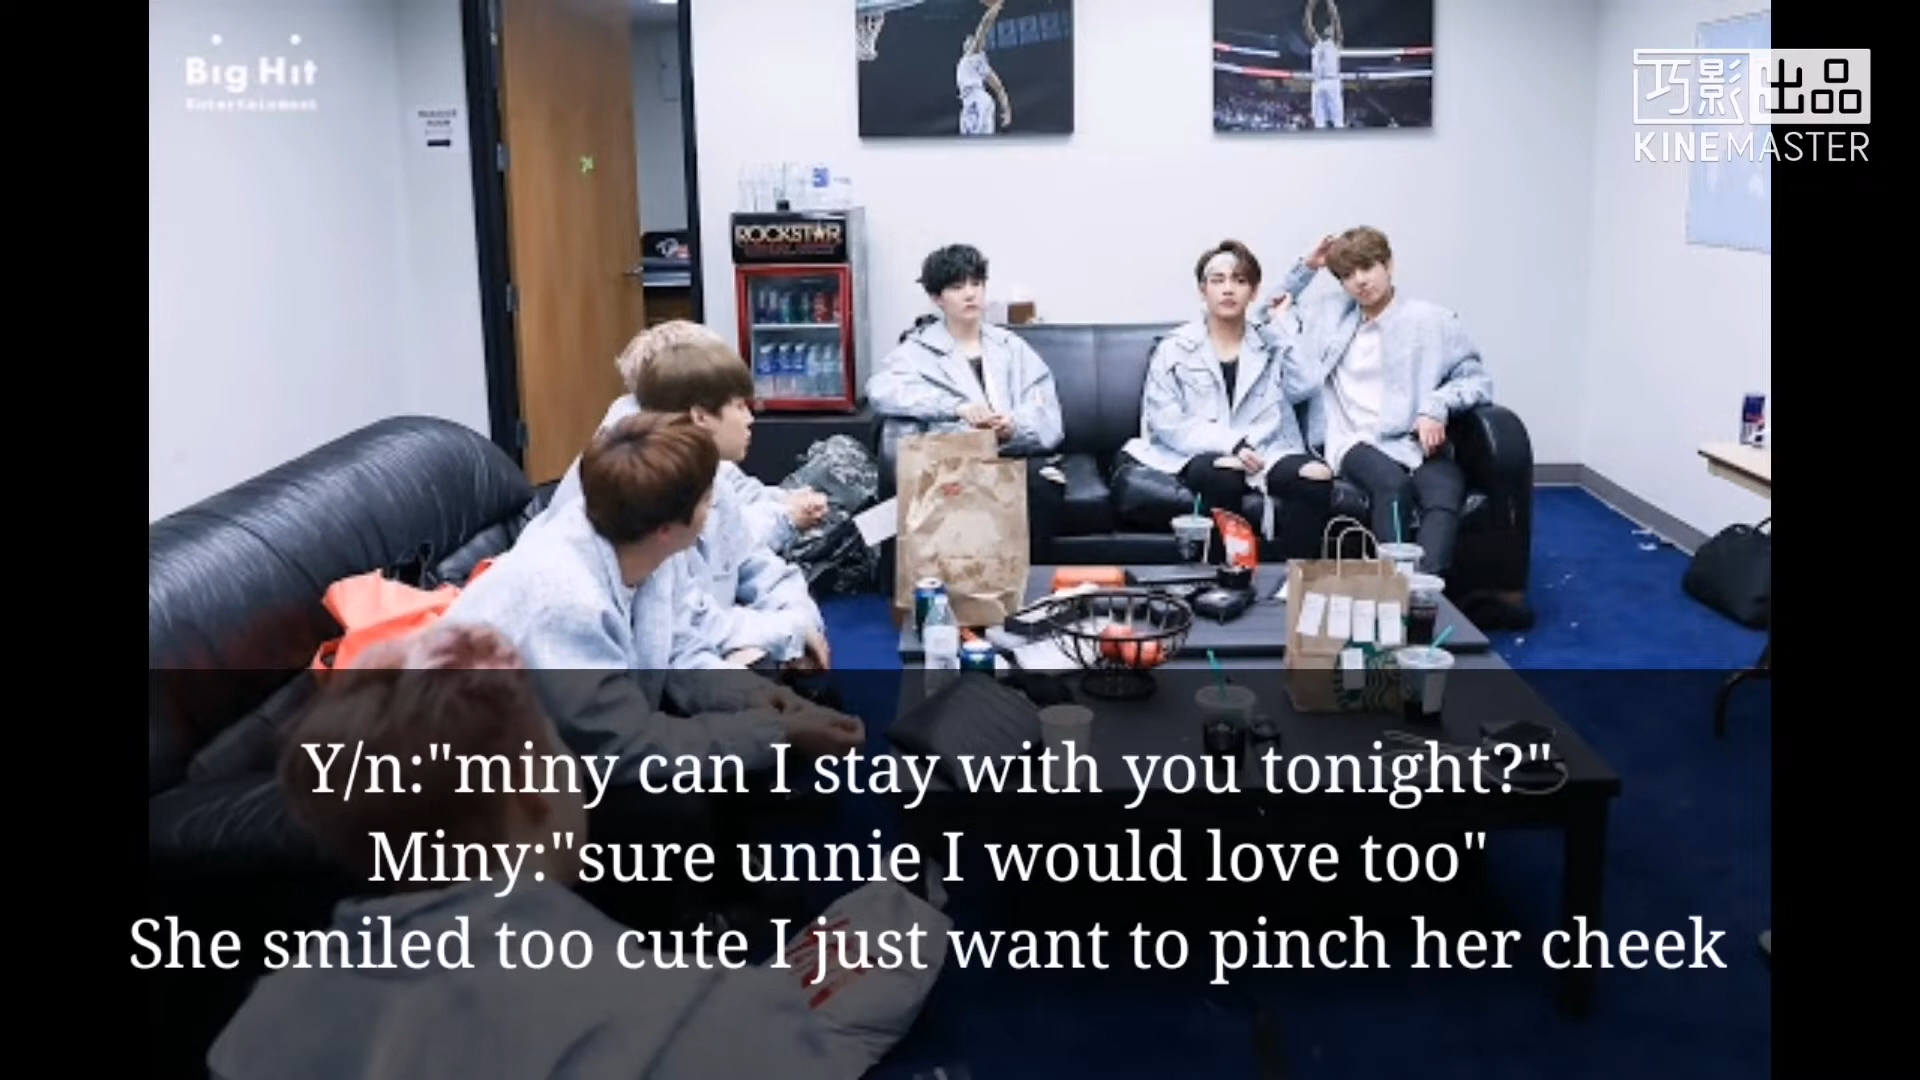 Big Hit
Entertainment
巧影出品
KINEMASTER
ROCKSTAR
Y/n:"miny can I stay with you tonight?"
Miny:"sure unnie I would love too"
She smiled too cute I just want to pinch her cheek